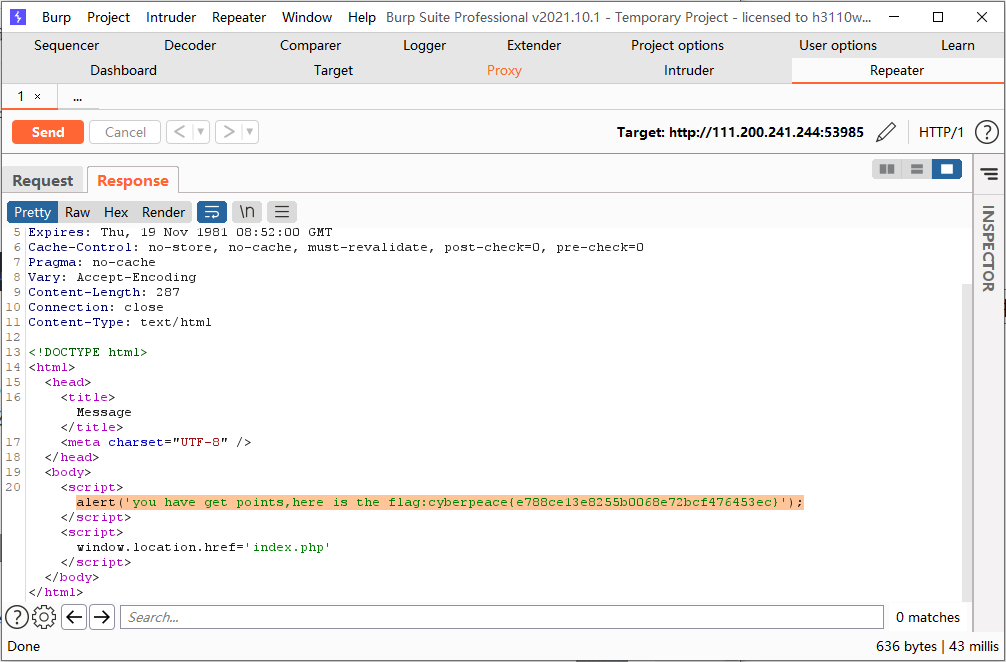 Burp Project Intruder Repeater Window Help Burp Suite Professional v2021.10.1 - Temporary Project - licensed to h3110w...
Sequencer Decoder Comparer Logger Extender Project options User options Learn
Dashboard Target Proxy Intruder Repeater
1 × ...
Send Cancel < > Target: http://111.200.241.244:53985 HTTP/1 ?
Request Response
Pretty Raw Hex Render \n
INSPECTOR
5 Expires: Thu, 19 Nov 1981 08:52:00 GMT
6 Cache-Control: no-store, no-cache, must-revalidate, post-check=0, pre-check=0
7 Pragma: no-cache
8 Vary: Accept-Encoding
9 Content-Length: 287
10 Connection: close
11 Content-Type: text/html
12
13 <!DOCTYPE html>
14 <html>
15 <head>
16 <title>
Message
</title>
17 <meta charset="UTF-8" />
18 </head>
19 <body>
20 <script>
alert('you have get points,here is the flag:cyberpeace{e788ce13e8255b0068e72bcf476453ec}');
</script>
<script>
window.location.href='index.php'
</script>
</body>
</html>
? Search... 0 matches
Done 636 bytes | 43 millis